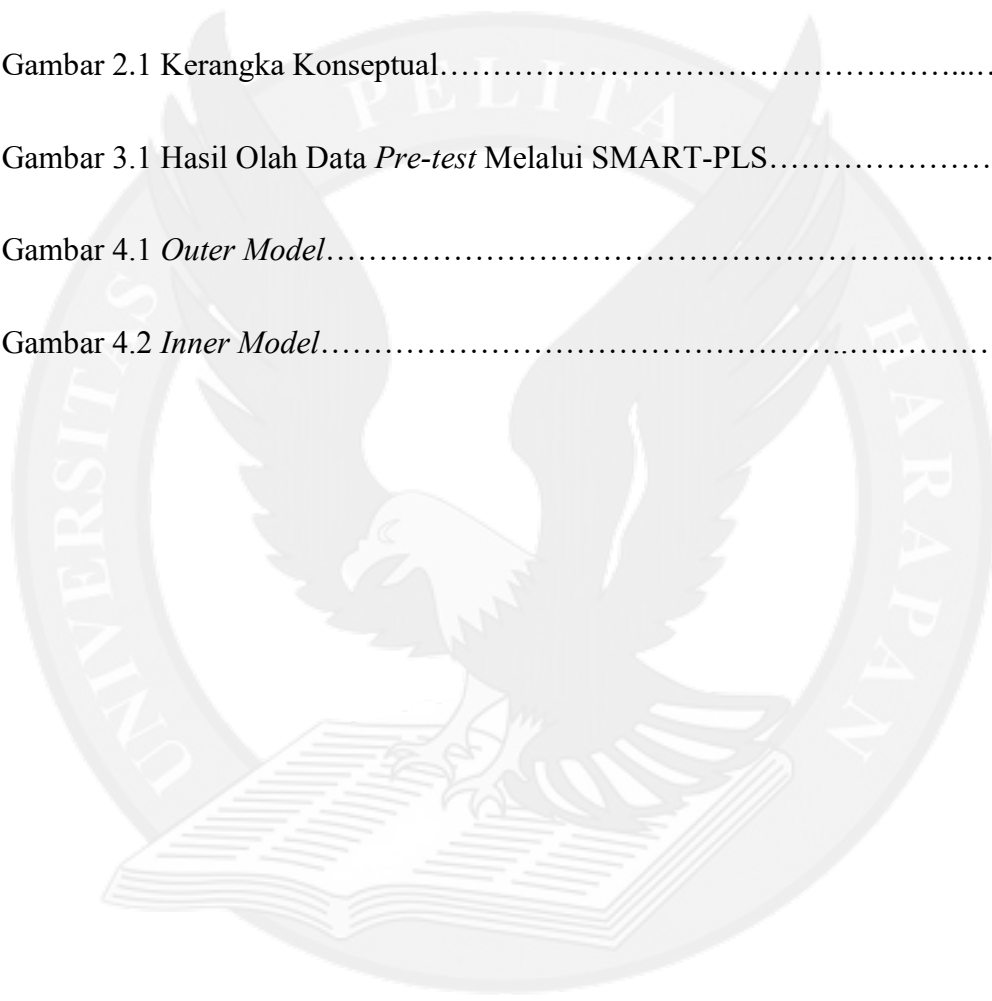 Gambar 2.1 Kerangka Konseptual…………………………………………...…
Gambar 3.1 Hasil Olah Data Pre-test Melalui SMART-PLS…………………
Gambar 4.1 Outer Model………………………………………………...…..…
Gambar 4.2 Inner Model…………………………………………..…..…….…
UNIVERSITAS PELITA HARAPAN